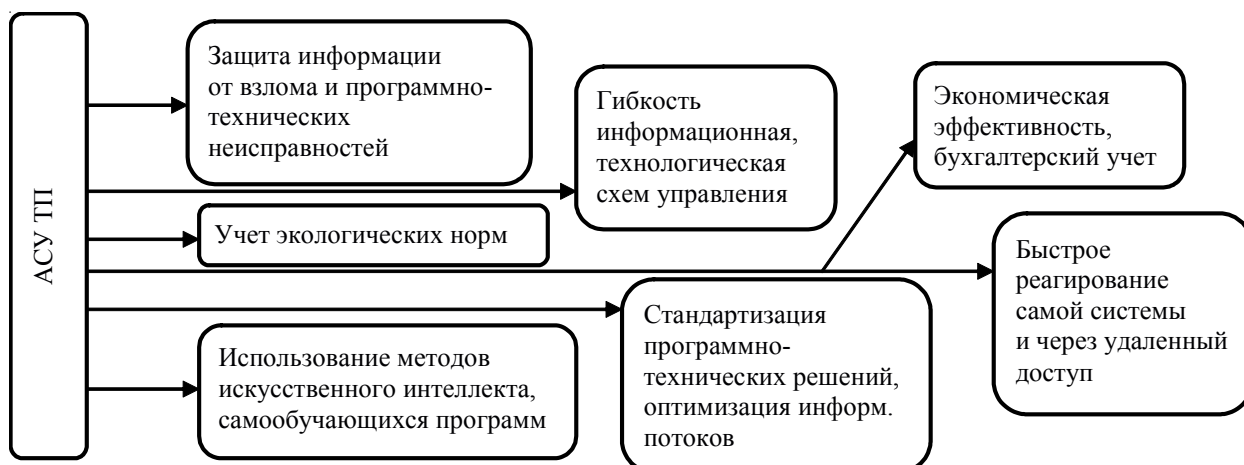 АСУ ТП
Защита информации
от взлома и программно-
технических
неисправностей
Гибкость
информационная,
технологическая
схем управления
Экономическая
эффективность,
бухгалтерский учет
Учет экологических норм
Быстрое
реагирование
самой системы
и через удаленный
доступ
Стандартизация
программно-
технических решений,
оптимизация информ.
потоков
Использование методов
искусственного интеллекта,
самообучающихся программ